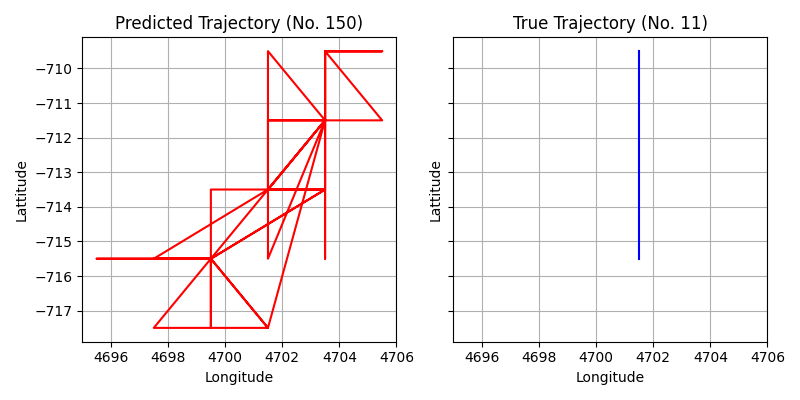 Predicted Trajectory (No. 150)
True Trajectory (No. 11)
Lattitude
−710
−711
−712
−713
−714
−715
−716
−717
4696 4698 4700 4702 4704 4706
Longitude
Lattitude
4696 4698 4700 4702 4704 4706
Longitude